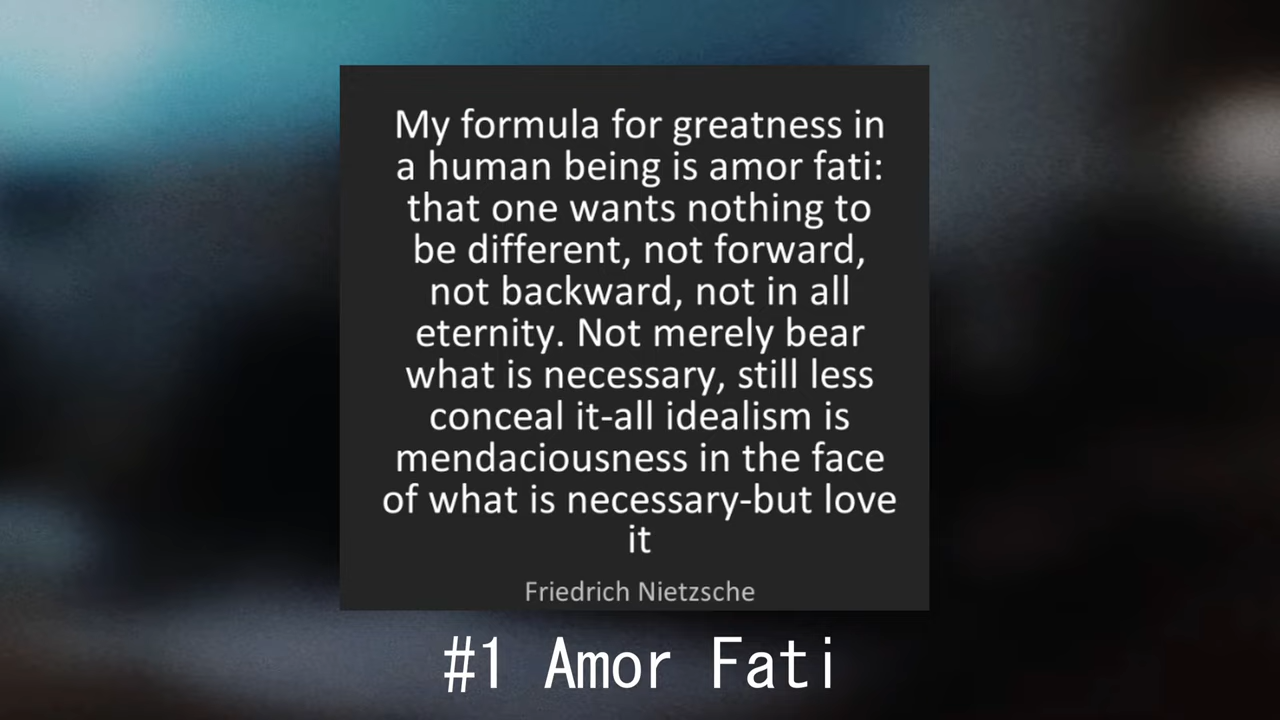 My formula for greatness in
a human being is amor fati:
that one wants nothing to
be different, not forward,
not backward, not in all
eternity. Not merely bear
what is necessary, still less
conceal it-all idealism is
mendaciousness in the face
of what is necessary-but love
it
Friedrich Nietzsche
#1 Amor Fati